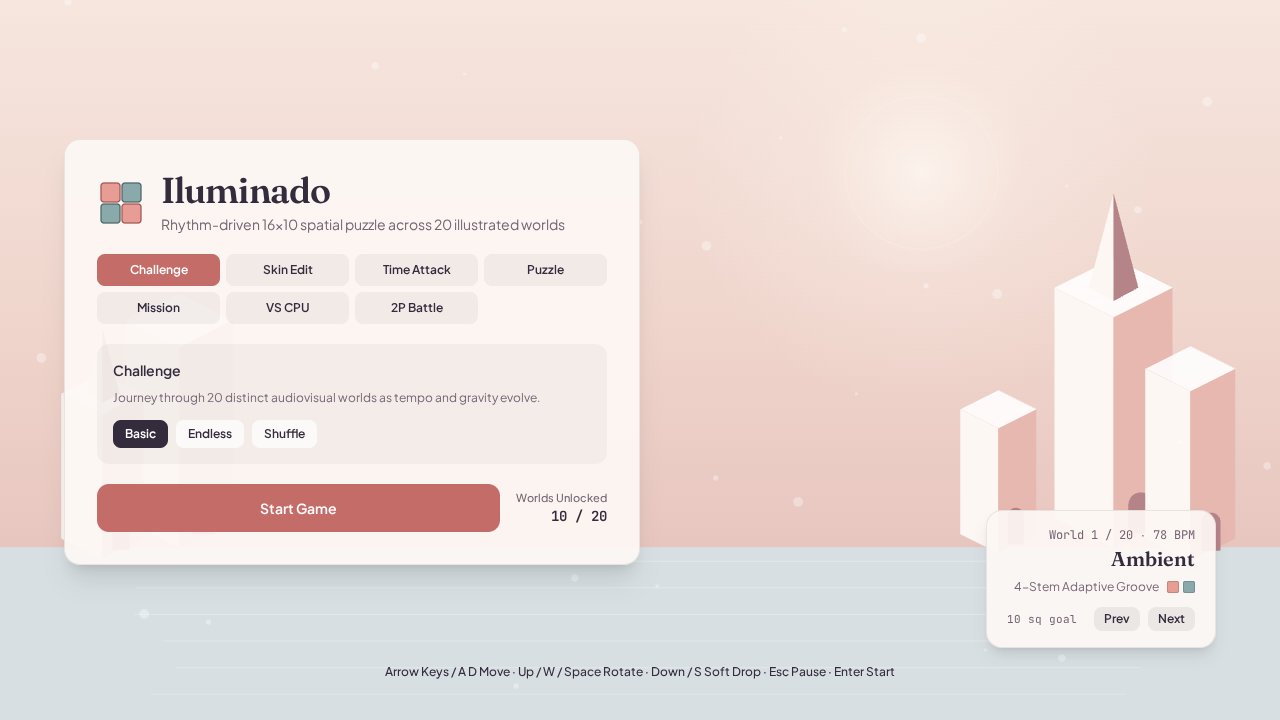 Iluminado
Rhythm-driven 16×10 spatial puzzle across 20 illustrated worlds
Challenge
Skin Edit
Time Attack
Puzzle
Mission
VS CPU
2P Battle
Challenge
Journey through 20 distinct audiovisual worlds as tempo and gravity evolve.
Basic
Endless
Shuffle
Start Game
Worlds Unlocked
10 / 20
World 1 / 20 · 78 BPM
Ambient
4-Stem Adaptive Groove
10 sq goal
Prev
Next
Arrow Keys / A D Move · Up / W / Space Rotate · Down / S Soft Drop · Esc Pause · Enter Start